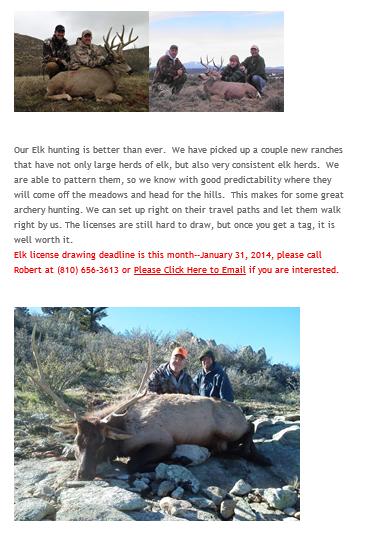 Our Elk hunting is better than ever.  We have picked up a couple new ranches
that have not only large herds of elk, but also very consistent elk herds.  We
are able to pattern them, so we know with good predictability where they
will come off the meadows and head for the hills.  This makes for some great
archery hunting. We can set up right on their travel paths and let them walk
right by us. The licenses are still hard to draw, but once you get a tag, it is
well worth it.
Elk license drawing deadline is this month--January 31, 2014, please call
Robert at (810) 656-3613 or Please Click Here to Email if you are interested.